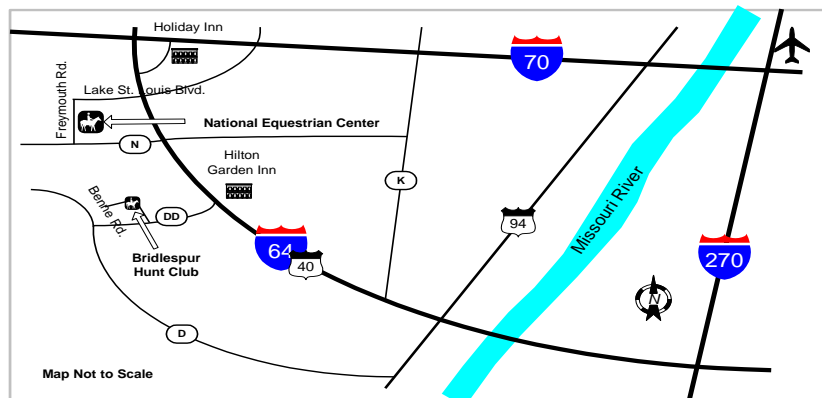 Holiday Inn
70
Lake St. Louis Blvd.
Freymouth Rd.
National Equestrian Center
N
Hilton
Garden Inn
K
Benne Rd.
DD
94
Missouri River
Bridlespur
Hunt Club
64
40
270
N
D
Map Not to Scale